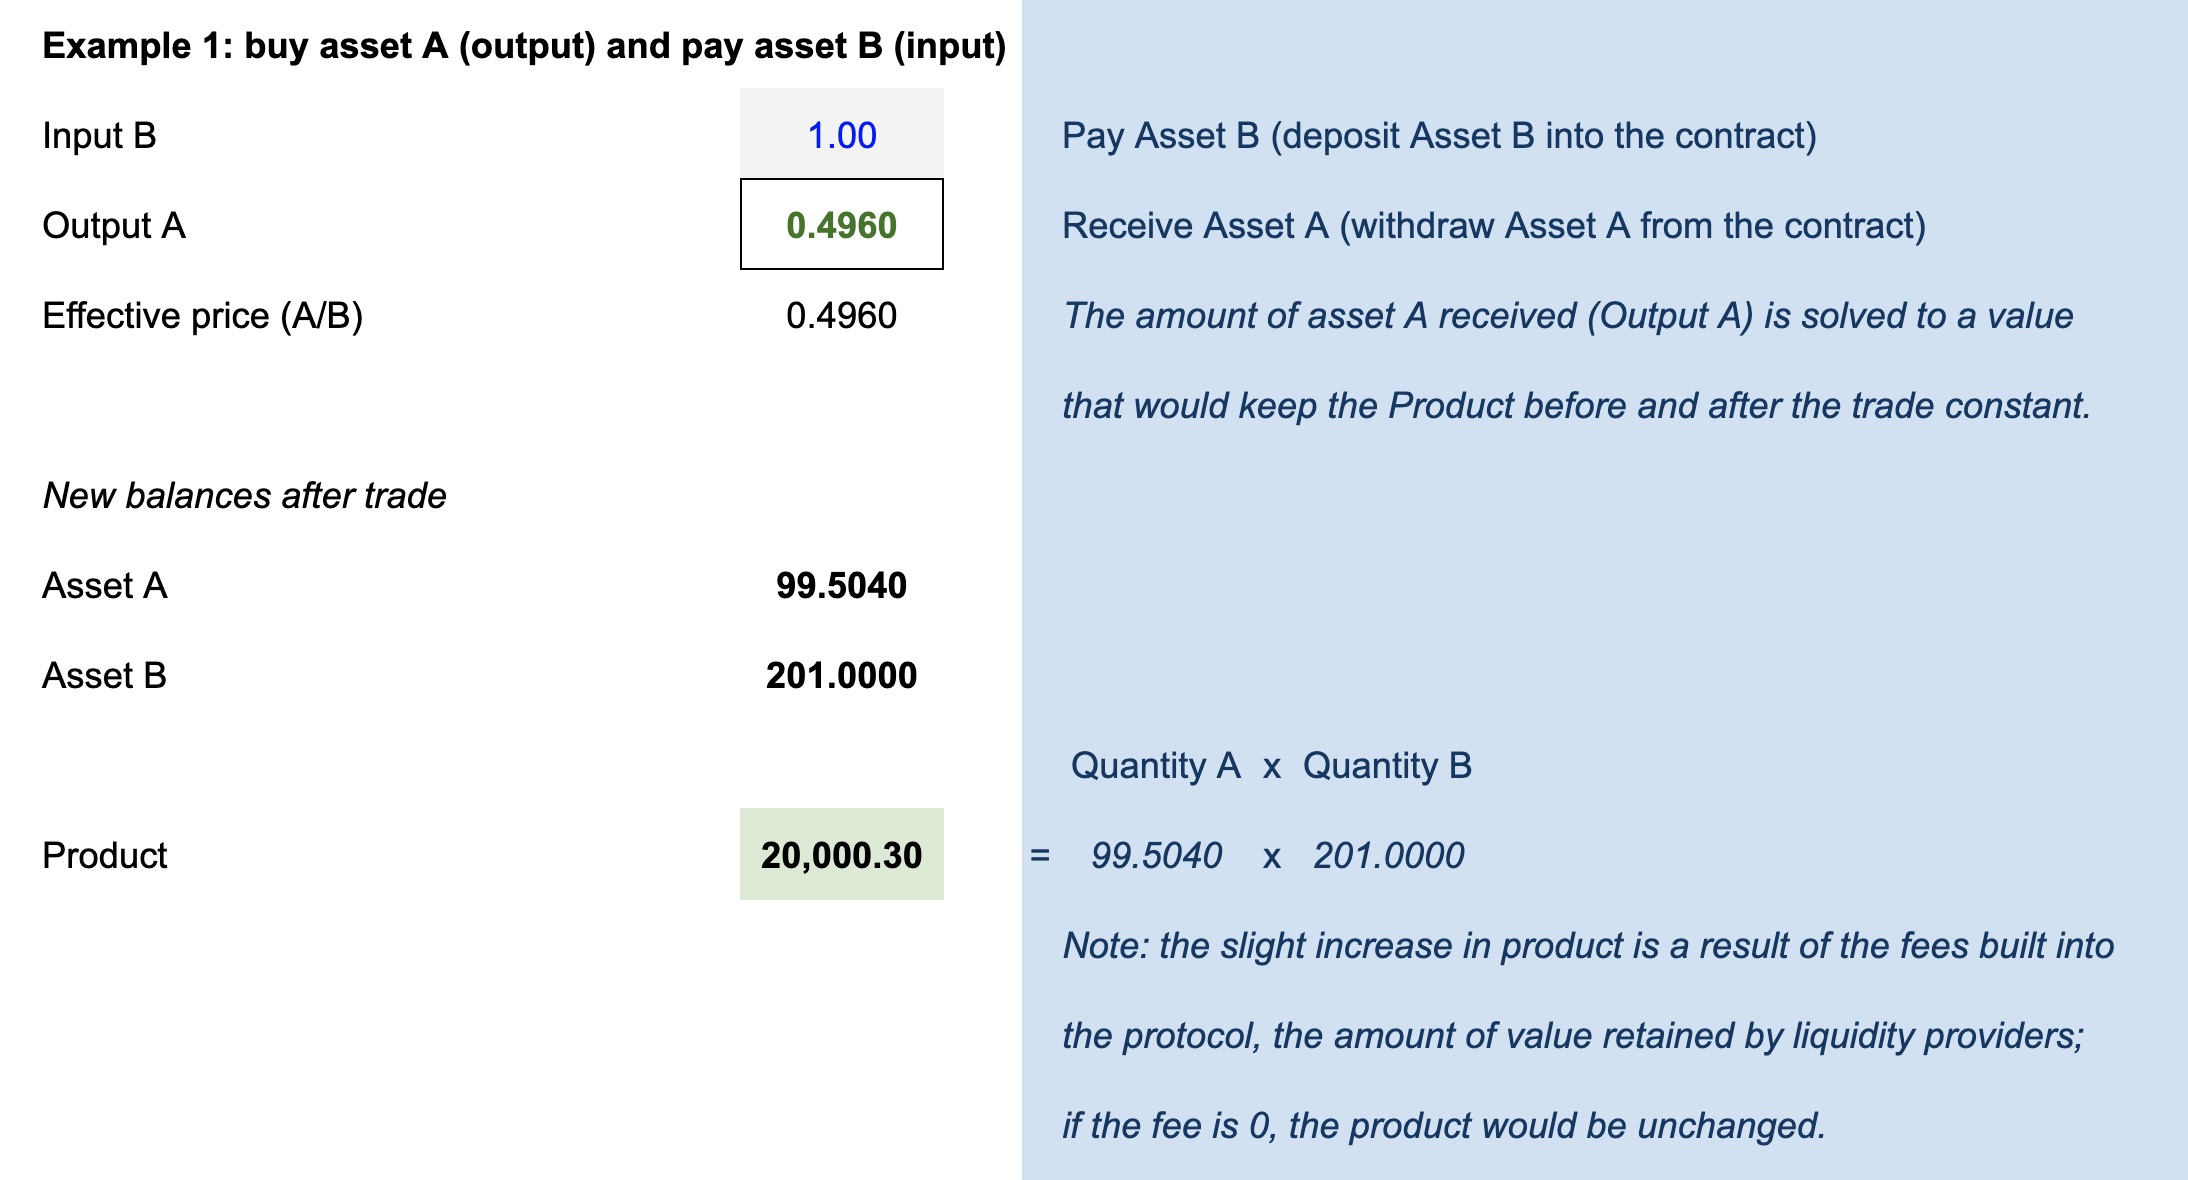 Example 1: buy asset A (output) and pay asset B (input)
Input B 1.00 Pay Asset B (deposit Asset B into the contract)
Output A 0.4960 Receive Asset A (withdraw Asset A from the contract)
Effective price (A/B) 0.4960 The amount of asset A received (Output A) is solved to a value
that would keep the Product before and after the trade constant.
New balances after trade
Asset A 99.5040
Asset B 201.0000
Quantity A x Quantity B
Product 20,000.30 = 99.5040 x 201.0000
Note: the slight increase in product is a result of the fees built into
the protocol, the amount of value retained by liquidity providers;
if the fee is 0, the product would be unchanged.